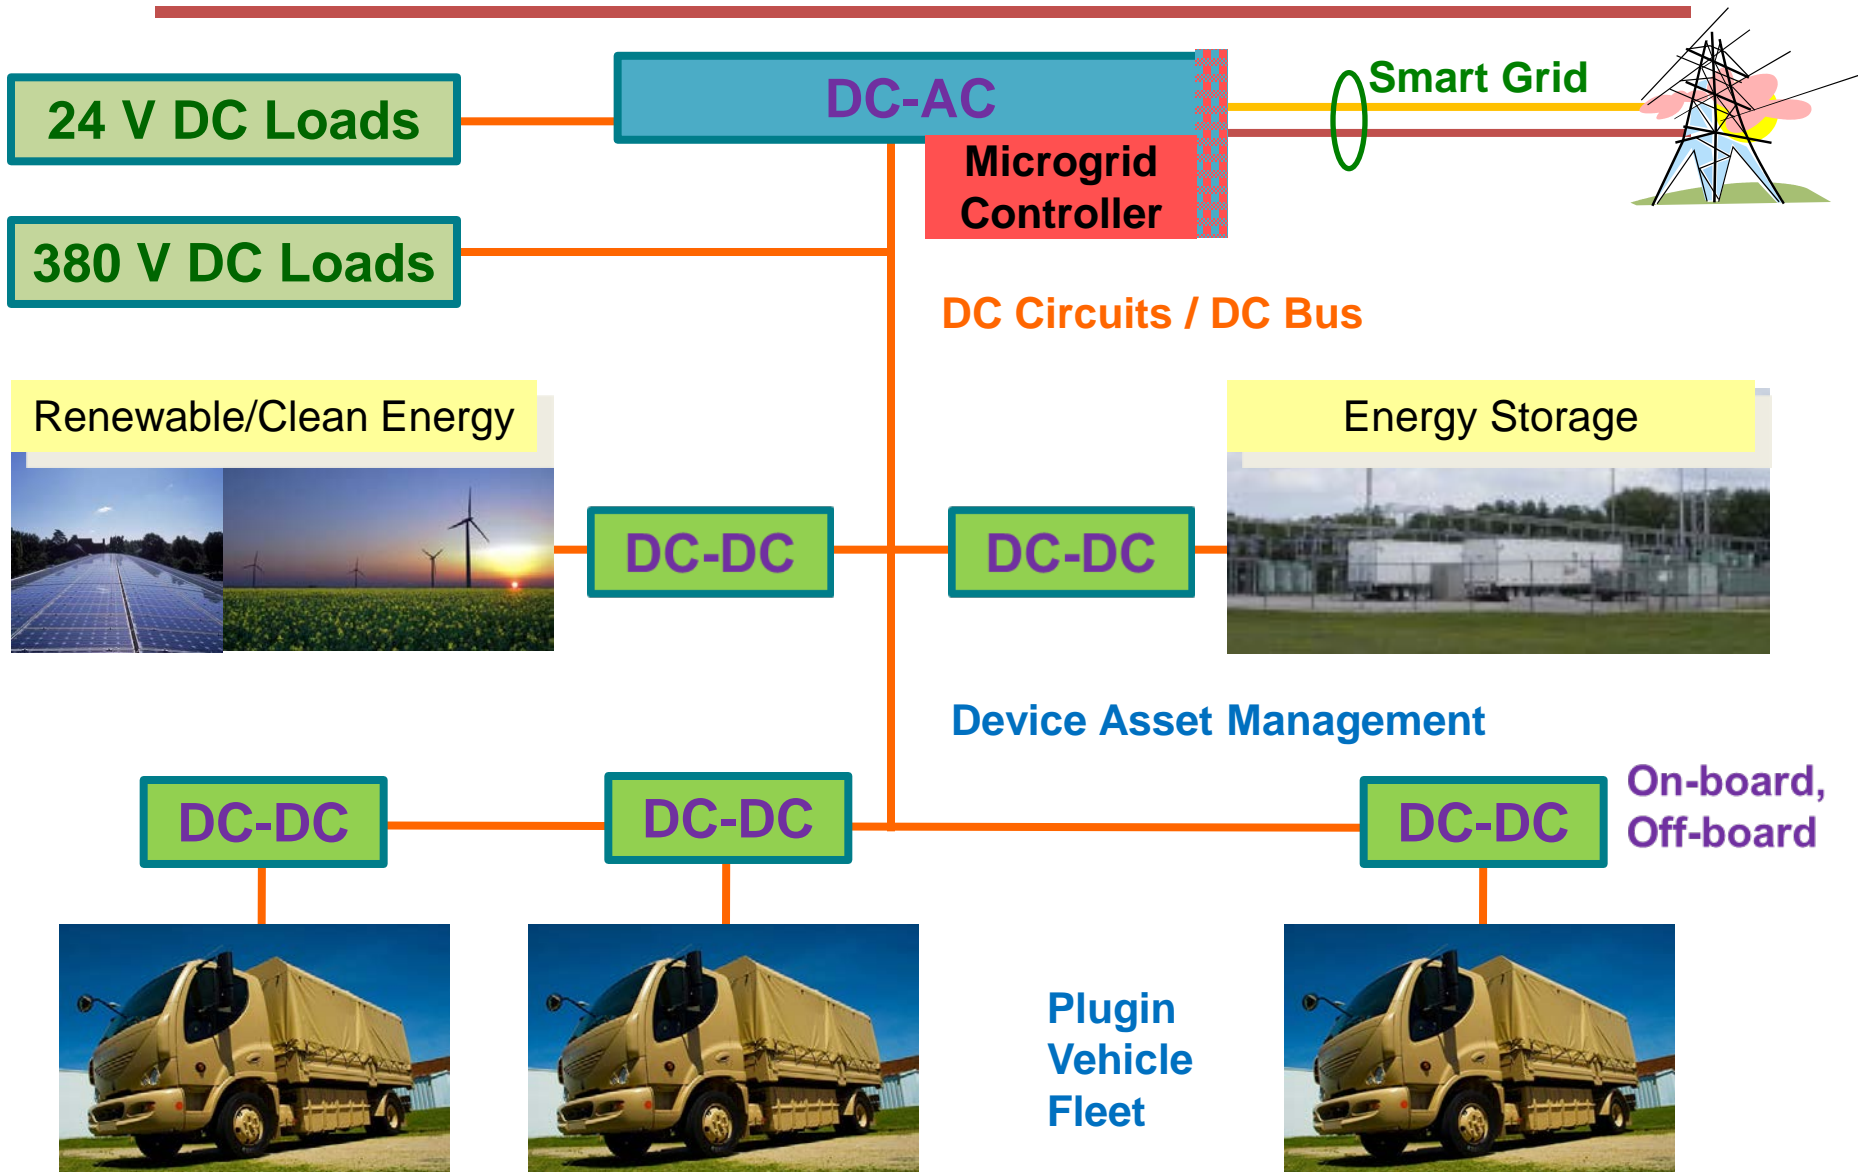 24 V DC Loads
DC-AC
Smart Grid
Microgrid
Controller
380 V DC Loads
DC Circuits / DC Bus
Renewable/Clean Energy
Energy Storage
DC-DC
DC-DC
Device Asset Management
DC-DC
DC-DC
DC-DC
On-board,
Off-board
Plugin
Vehicle
Fleet